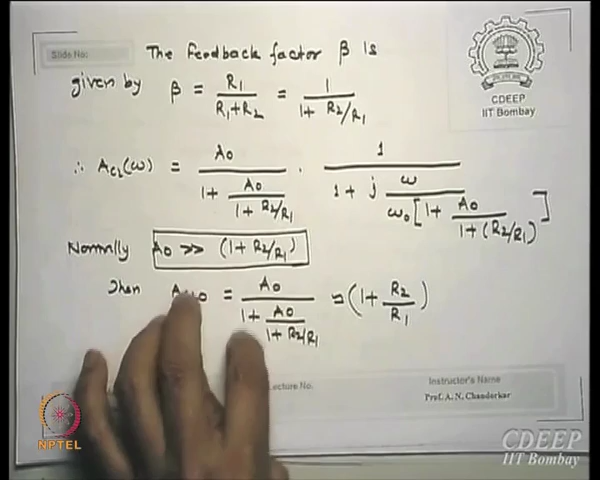 Slide No:
The feedback factor β is
given by β = R1/(R1+R2) = 1/(1 + R2/R1)
CDEEP
IIT Bombay
∴ ACL(ω) = A0/(1 + A0/(1 + R2/R1)) · 1/(1 + j ω/(ω0[1 + A0/(1 + (R2/R1))]))
Normally A0 >> (1 + R2/R1)
Then = A0/(1 + A0/(1 + R2/R1)) ≈ (1 + R2/R1)
Lecture No.
Instructor's Name
Prof. A. N. Chandorkar
NPTEL
CDEEP
IIT Bombay